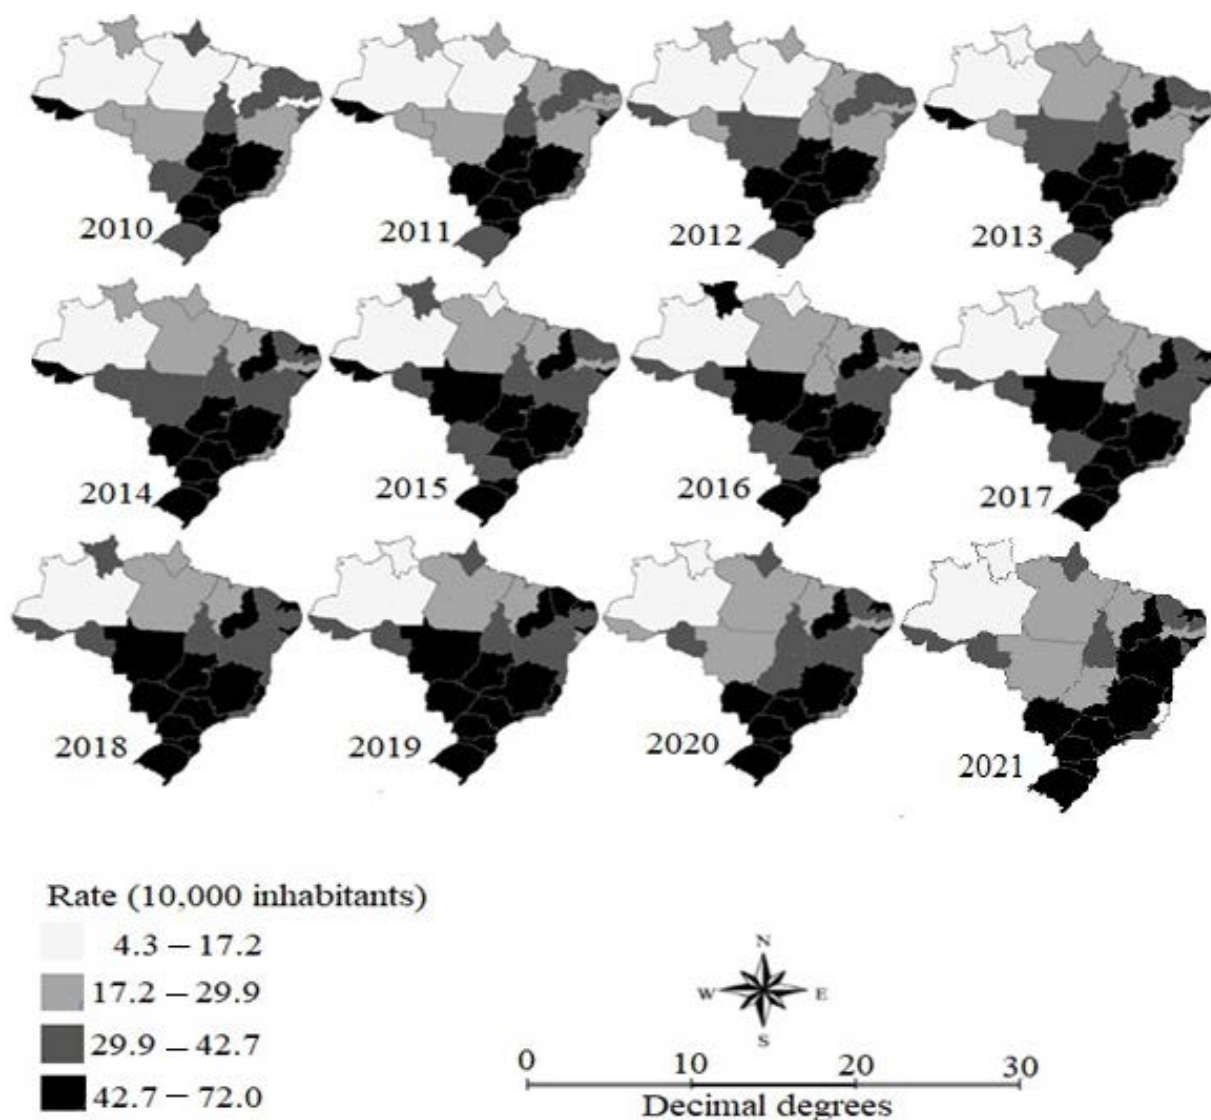 2010
2011
2012
2013
2014
2015
2016
2017
2018
2019
2020
2021
Rate (10,000 inhabitants)
4.3 – 17.2
17.2 – 29.9
29.9 – 42.7
42.7 – 72.0
N
W E
S
0 10 20 30
Decimal degrees